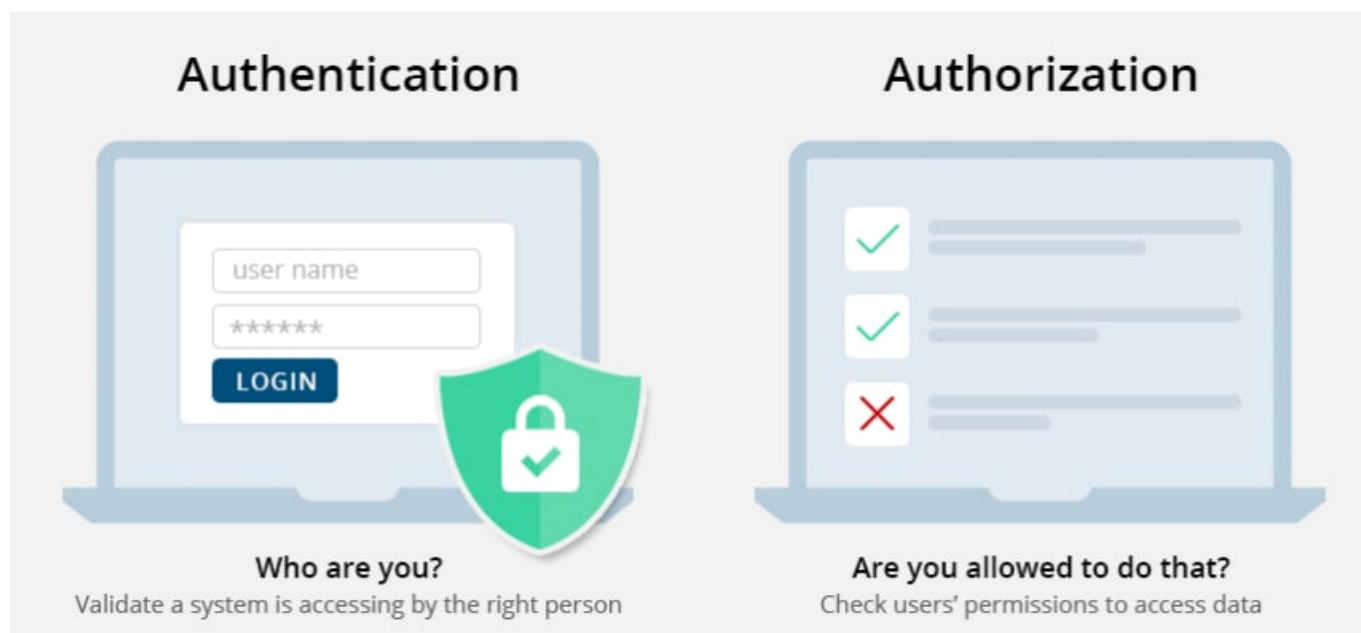 Authentication
user name
******
LOGIN
Who are you?
Validate a system is accessing by the right person
Authorization
Are you allowed to do that?
Check users' permissions to access data